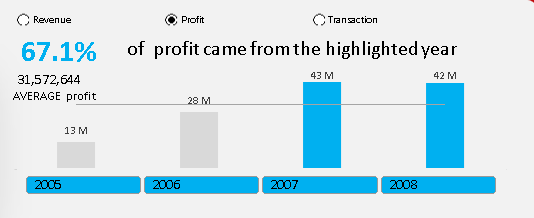 Revenue Profit Transaction
67.1% of profit came from the highlighted year
31,572,644
AVERAGE profit
43 M 42 M
28 M
13 M
2005 2006 2007 2008